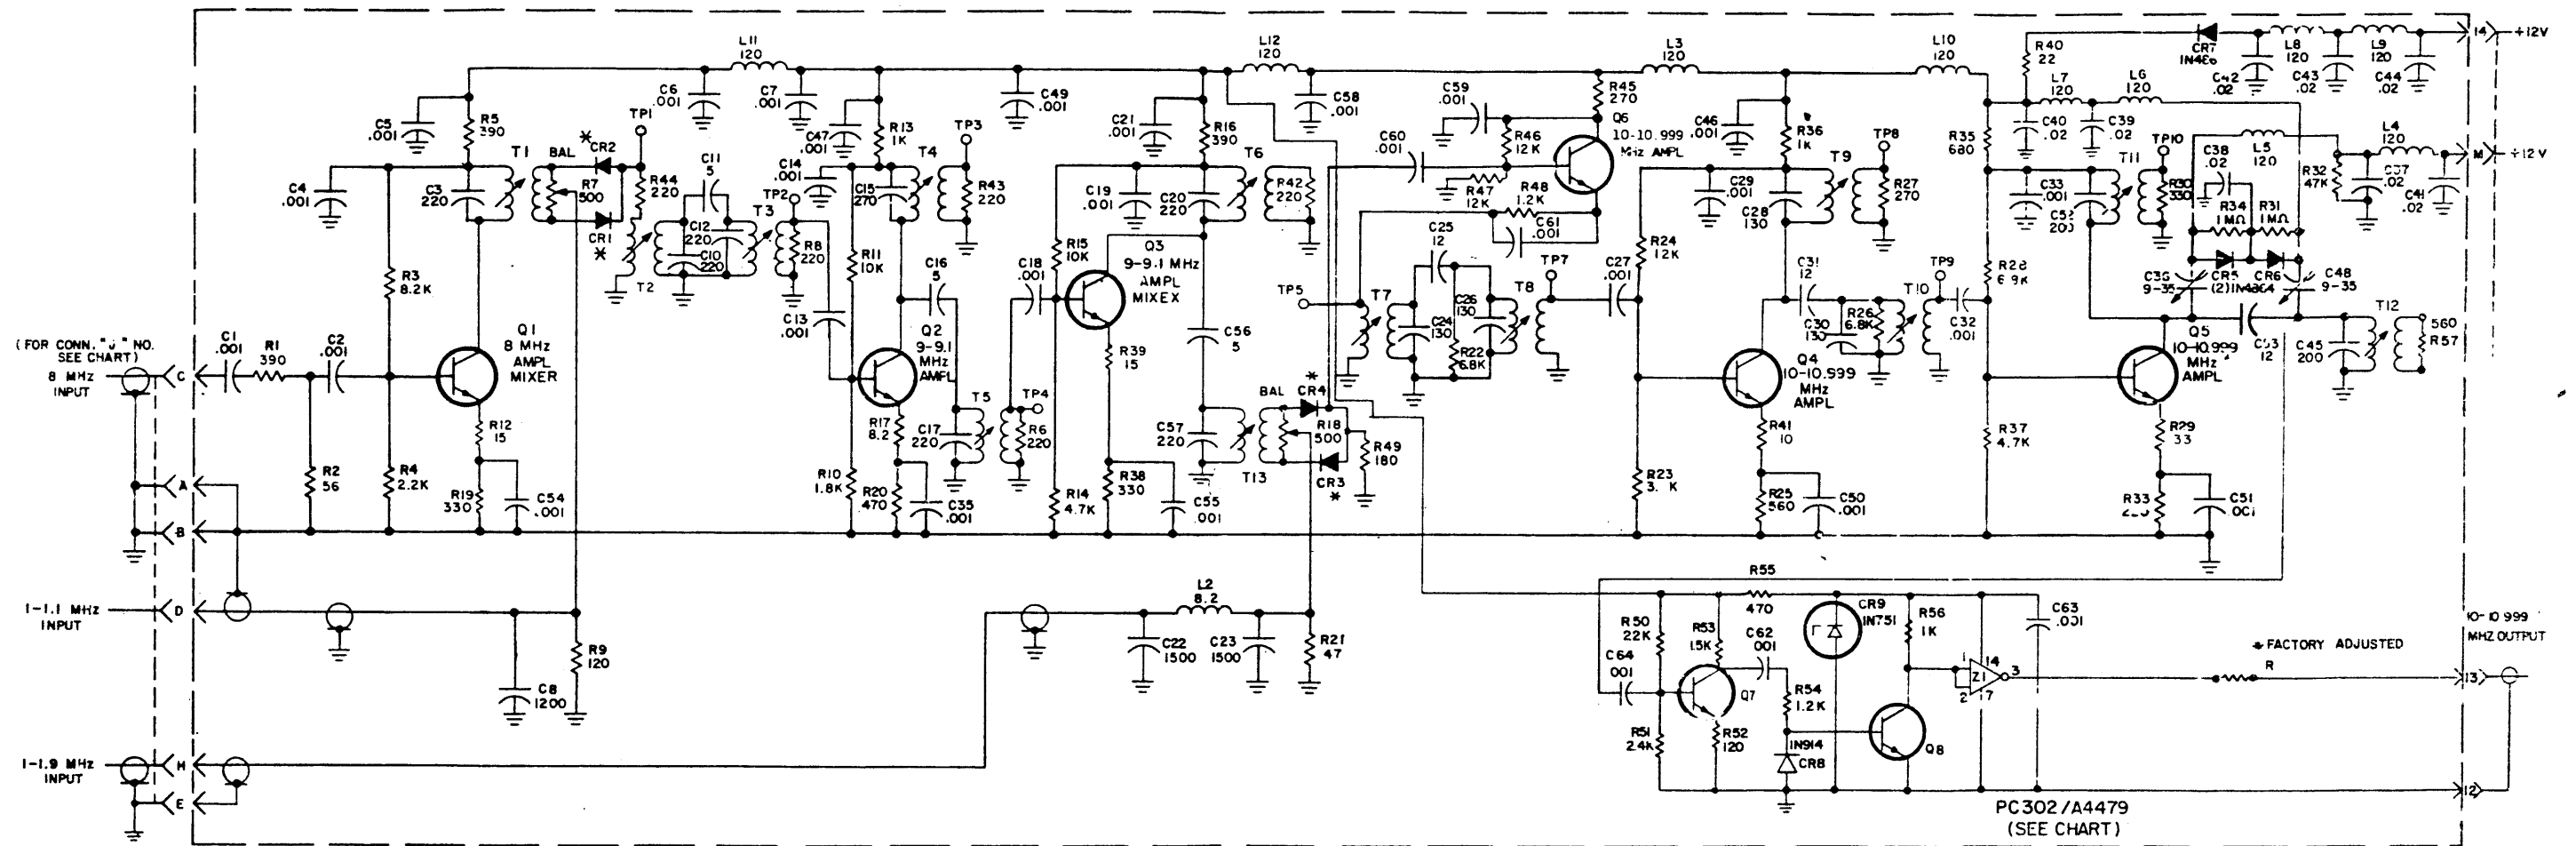 L11
120
L12
120
L3
120
L10
120
R40
22
CR7
1N4E6
L8
120
L9
120
14
+12V
C42
.02
C43
.02
C44
.02
C6
.001
C7
.001
C49
.001
C58
.001
C59
.001
R45
270
L7
120
L6
120
C5
.001
R5
390
*
TP1
CR2
C47
.001
R13
1K
TP3
C21
.001
R16
390
C60
.001
R46
12K
Q6
10-10.999
MHz AMPL
C46
.001
R36
1K
TP8
R35
680
C40
.02
C39
.02
TP10
L5
120
L4
120
M
+12V
T1
BAL
R7
500
C11
5
C14
.001
T4
T6
C4
.001
C3
220
R44
220
TP2
C15
270
R43
220
C19
.001
C20
220
R42
220
R47
12K
R48
1.2K
C61
.001
C29
.001
T9
R27
270
C28
130
C33
.001
T11
R30
330
C38
.02
R32
47K
C37
.02
C41
.02
R34
1MΩ
R31
1MΩ
C52
200
CR1
*
T2
C12
220
C10
220
T3
R8
220
R3
8.2K
R11
10K
R15
10K
Q3
9-9.1 MHz
AMPL
MIXEX
C25
12
R24
12K
C16
5
C18
.001
TP5
T7
C24
130
C26
130
TP7
T8
R22
6.8K
C27
.001
C31
12
TP9
T10
R28
6.9K
C36
9-35
CR5
CR6
(2)1N4364
C48
9-35
T12
C13
.001
C56
5
C30
130
R26
6.8K
C32
.001
Q5
10-10.999
MHz
AMPL
C53
12
C45
200
560
R57
(FOR CONN. "J" NO.
SEE CHART)
8 MHz
INPUT
C
C1
.001
R1
390
C2
.001
Q1
8 MHz
AMPL
MIXER
Q2
9-9.1
MHz
AMPL
R39
15
Q4
10-10.999
MHz
AMPL
R12
15
R17
8.2
C17
220
T5
R6
220
TP4
C57
220
T13
BAL
CR4
*
R18
500
R49
180
CR3
*
R41
10
R37
4.7K
R29
33
A
R2
56
R4
2.2K
R19
330
C54
.001
R10
1.8K
R20
470
C35
.001
R14
4.7K
R38
330
C55
.001
R23
R25
560
C50
.001
R33
C51
.001
B
1-1.1 MHz
INPUT
D
C8
1200
R9
120
L2
8.2
C22
1500
C23
1500
R21
47
R55
470
R50
22K
R53
1.5K
C62
001
CR9
1N751
R56
1K
C63
.001
10-10.999
MHZ OUTPUT
C64
001
Q7
R54
1.2K
1
2
Z1
14
3
7
* FACTORY ADJUSTED
R
13
R51
2.4K
R52
120
1N914
CR8
Q8
1-1.9 MHz
INPUT
H
E
12
PC302/A4479
(SEE CHART)